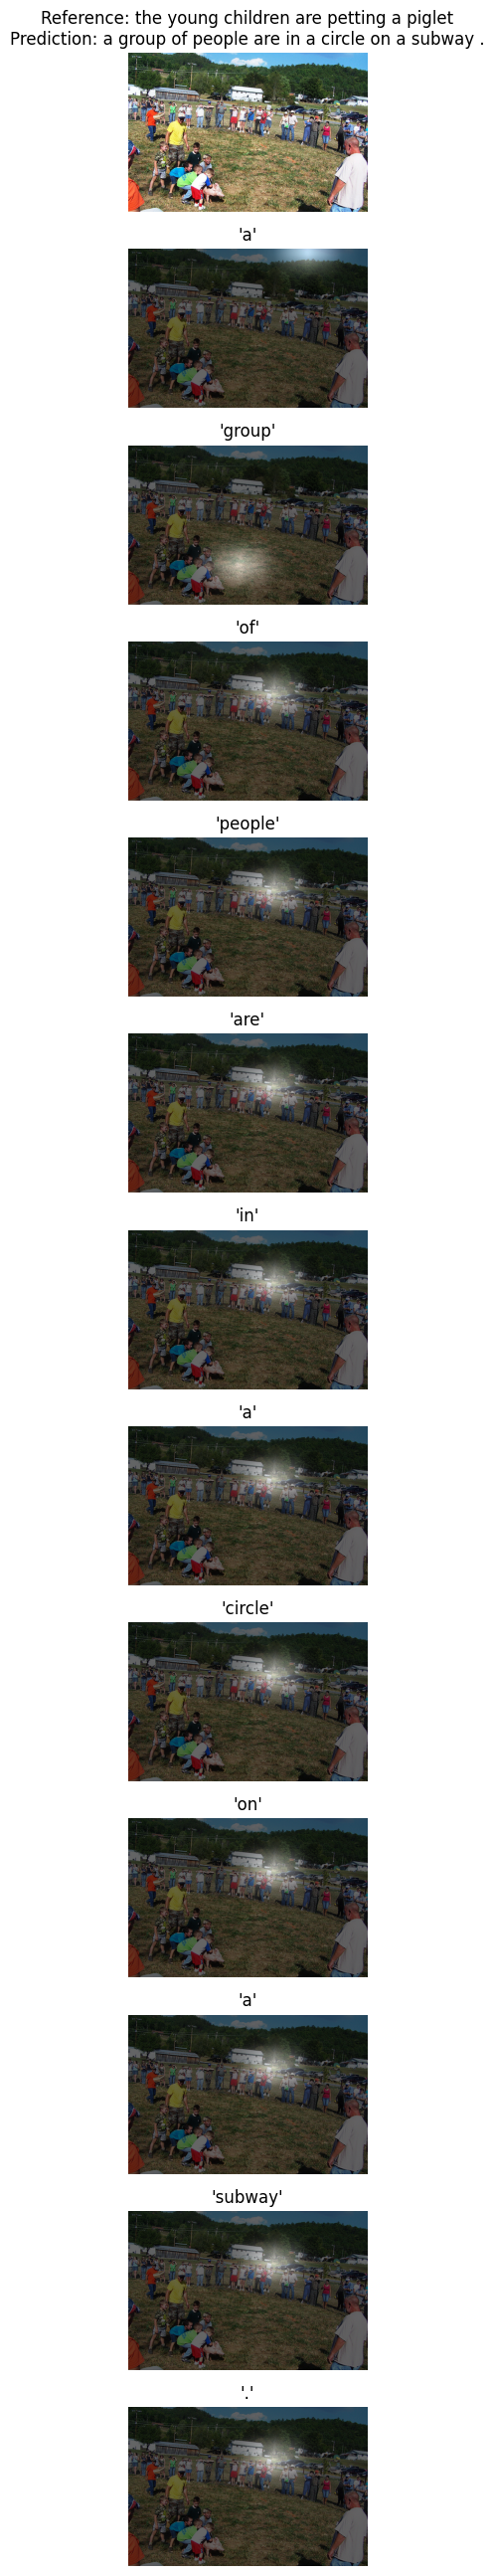 Reference: the young children are petting a piglet
Prediction: a group of people are in a circle on a subway .
'a'
'group'
'of'
'people'
'are'
'in'
'a'
'circle'
'on'
'a'
'subway'
'.'